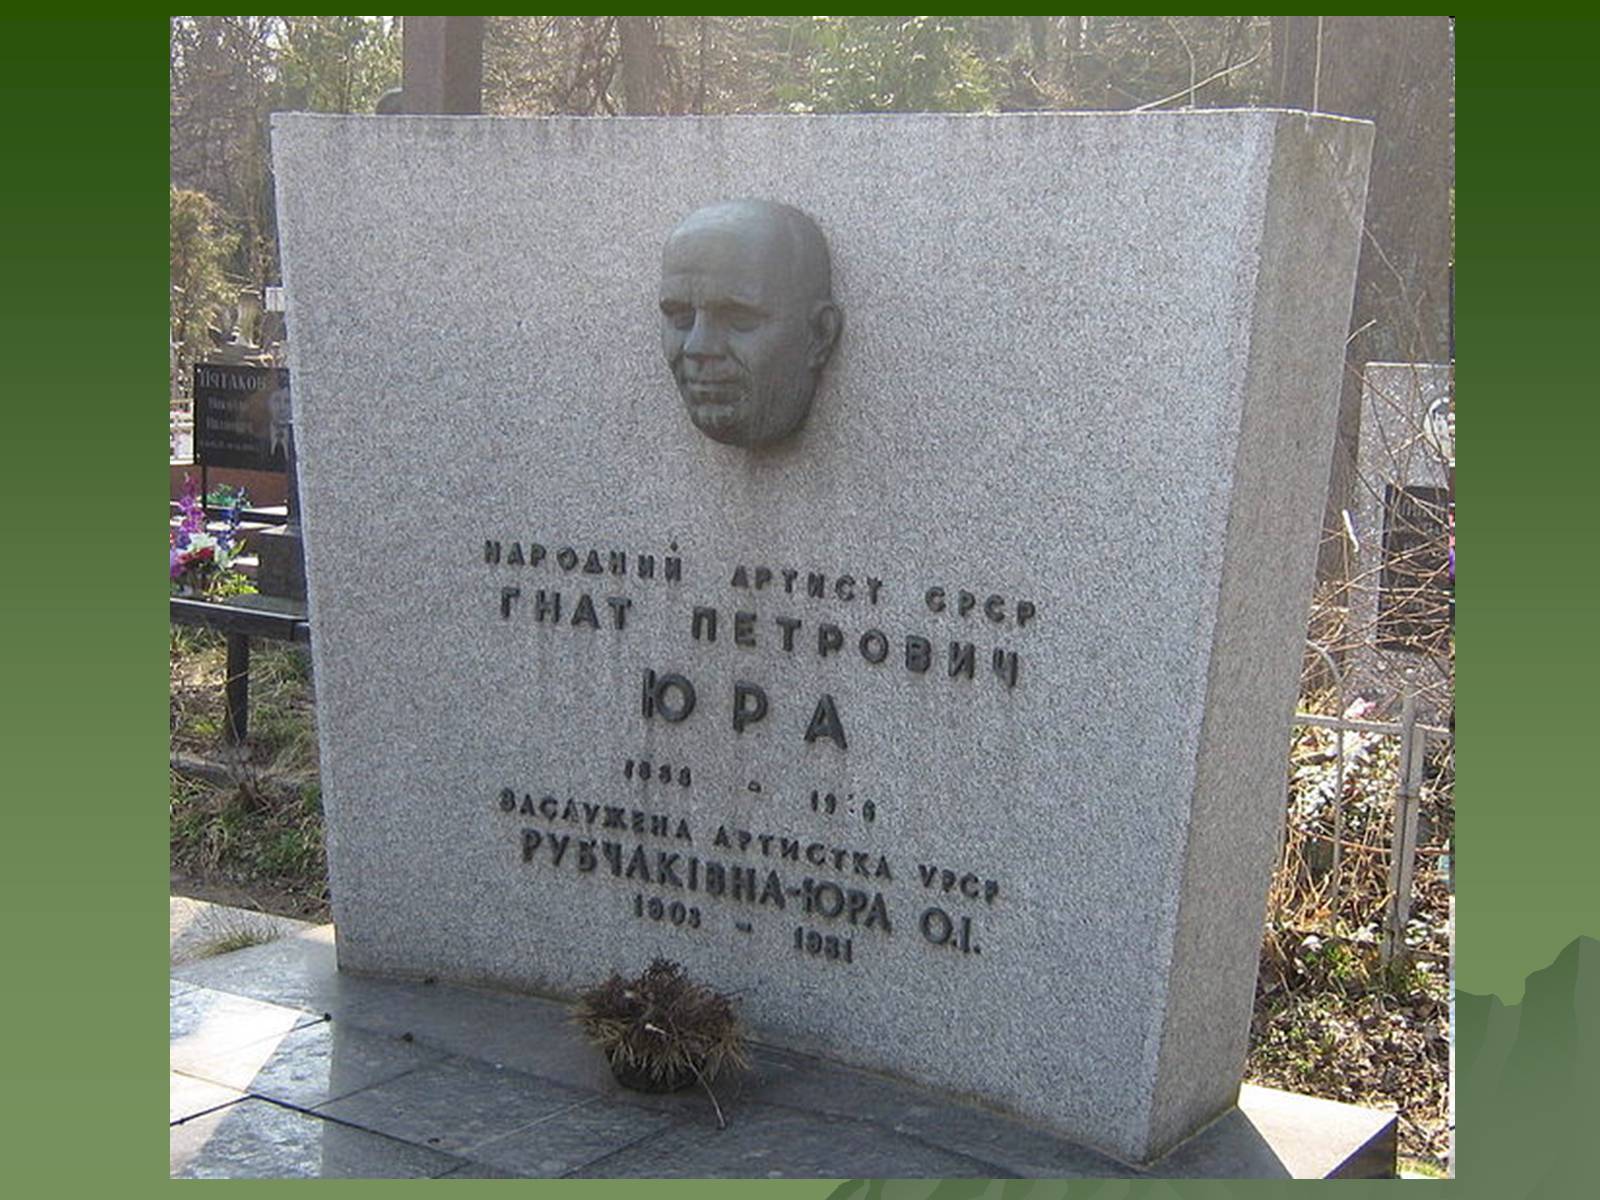 НАРОДНИЙ АРТИСТ СРСР
ГНАТ ПЕТРОВИЧ
ЮРА
1888 –
ЗАСЛУЖЕНА АРТИСТКА УРСР
РУБЧАКІВНА-ЮРА О.І.
1903 – 1981